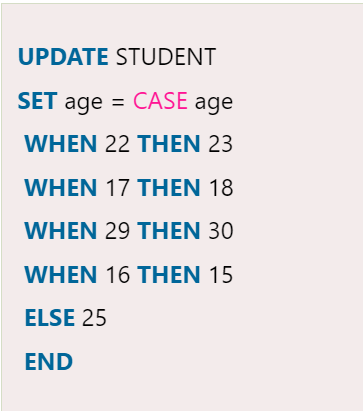 UPDATE STUDENT
SET age = CASE age
WHEN 22 THEN 23
WHEN 17 THEN 18
WHEN 29 THEN 30
WHEN 16 THEN 15
ELSE 25
END